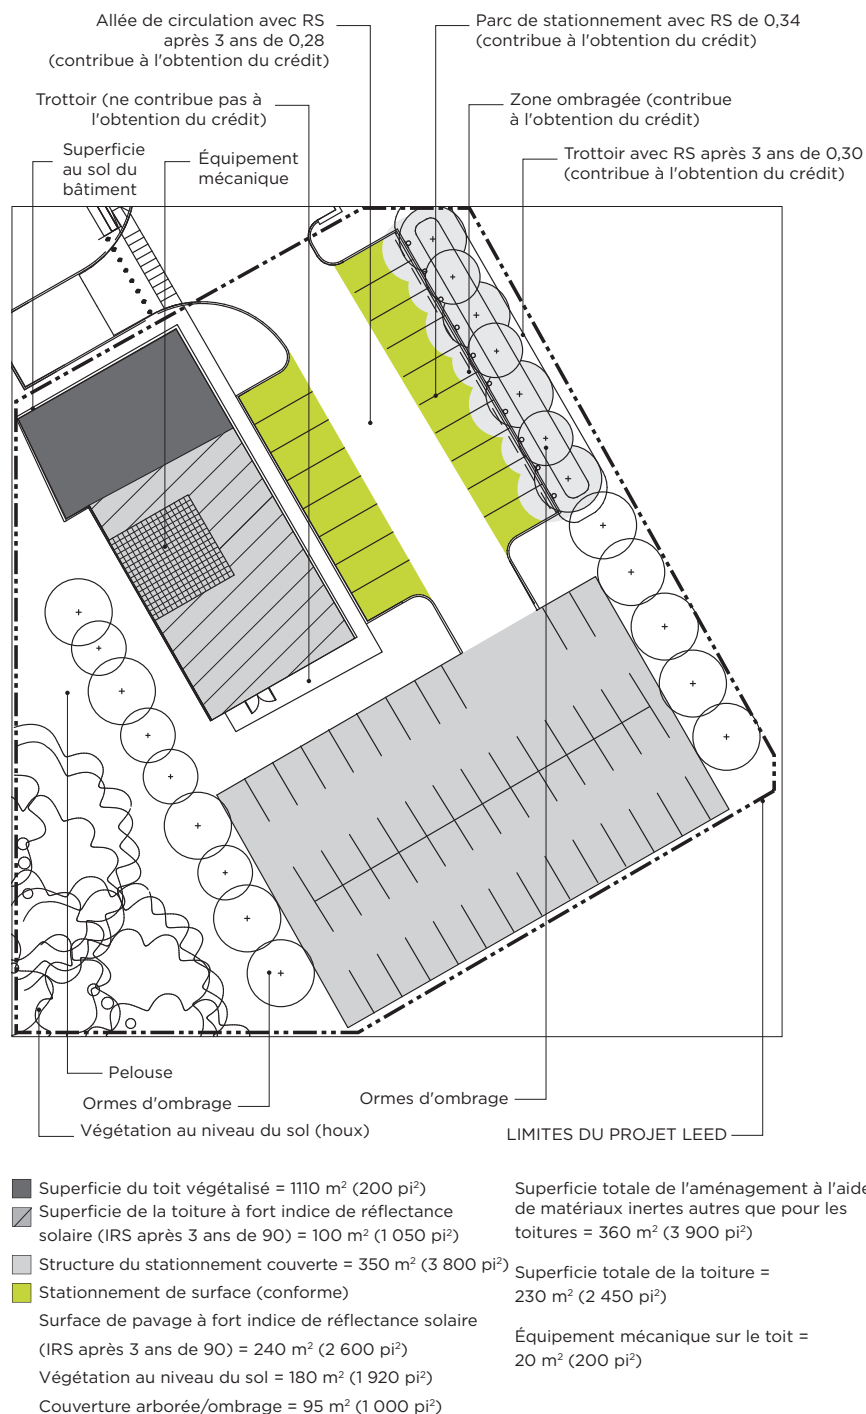 Allée de circulation avec RS
après 3 ans de 0,28
(contribue à l'obtention du crédit)
Parc de stationnement avec RS de 0,34
(contribue à l'obtention du crédit)
Trottoir (ne contribue pas à
l'obtention du crédit)
Zone ombragée (contribue
à l'obtention du crédit)
Superficie
au sol du
bâtiment
Équipement
mécanique
Trottoir avec RS après 3 ans de 0,30
(contribue à l'obtention du crédit)
Pelouse
Ormes d'ombrage
Ormes d'ombrage
Végétation au niveau du sol (houx)
LIMITES DU PROJET LEED
Superficie du toit végétalisé = 1110 m² (200 pi²)
Superficie de la toiture à fort indice de réflectance
solaire (IRS après 3 ans de 90) = 100 m² (1 050 pi²)
Structure du stationnement couverte = 350 m² (3 800 pi²)
Stationnement de surface (conforme)
Surface de pavage à fort indice de réflectance solaire
(IRS après 3 ans de 90) = 240 m² (2 600 pi²)
Végétation au niveau du sol = 180 m² (1 920 pi²)
Couverture arborée/ombrage = 95 m² (1 000 pi²)
Superficie totale de l'aménagement à l'aide
de matériaux inertes autres que pour les
toitures = 360 m² (3 900 pi²)
Superficie totale de la toiture =
230 m² (2 450 pi²)
Équipement mécanique sur le toit =
20 m² (200 pi²)